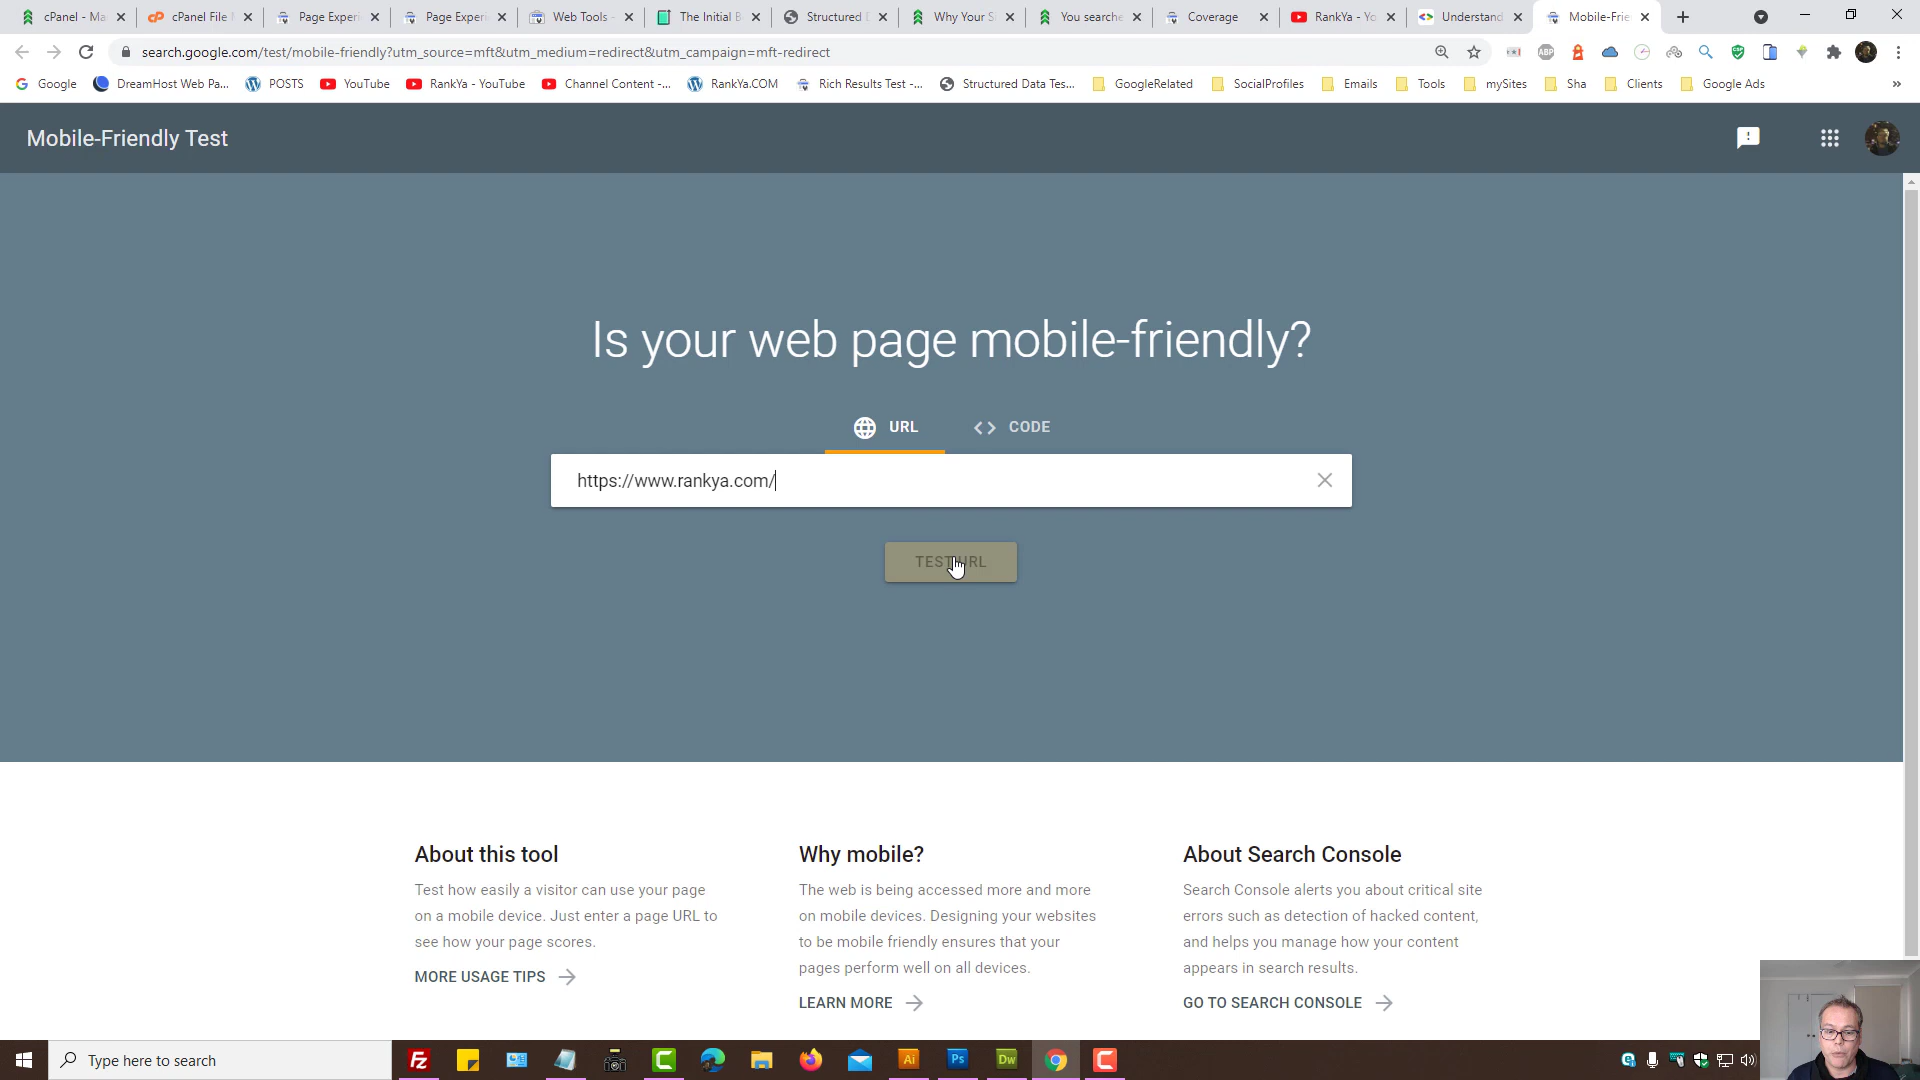 cPanel - Ma
cPanel File
Page Experi
Page Experi
Web Tools -
The Initial B
Structured D
Why Your S
You searche
Coverage
RankYa - Yo
Understand
Mobile-Frie
search.google.com/test/mobile-friendly?utm_source=mft&utm_medium=redirect&utm_campaign=mft-redirect
ABP
Google
DreamHost Web Pa...
POSTS
YouTube
RankYa - YouTube
Channel Content -...
RankYa.COM
Rich Results Test -...
Structured Data Tes...
GoogleRelated
SocialProfiles
Emails
Tools
mySites
Sha
Clients
Google Ads
»
Mobile-Friendly Test
Is your web page mobile-friendly?
URL
<> CODE
https://www.rankya.com/
TEST URL
About this tool
Test how easily a visitor can use your page
on a mobile device. Just enter a page URL to
see how your page scores.
MORE USAGE TIPS
Why mobile?
The web is being accessed more and more
on mobile devices. Designing your websites
to be mobile friendly ensures that your
pages perform well on all devices.
LEARN MORE
About Search Console
Search Console alerts you about critical site
errors such as detection of hacked content,
and helps you manage how your content
appears in search results.
GO TO SEARCH CONSOLE
Type here to search
Fz
Ai
Ps
Dw